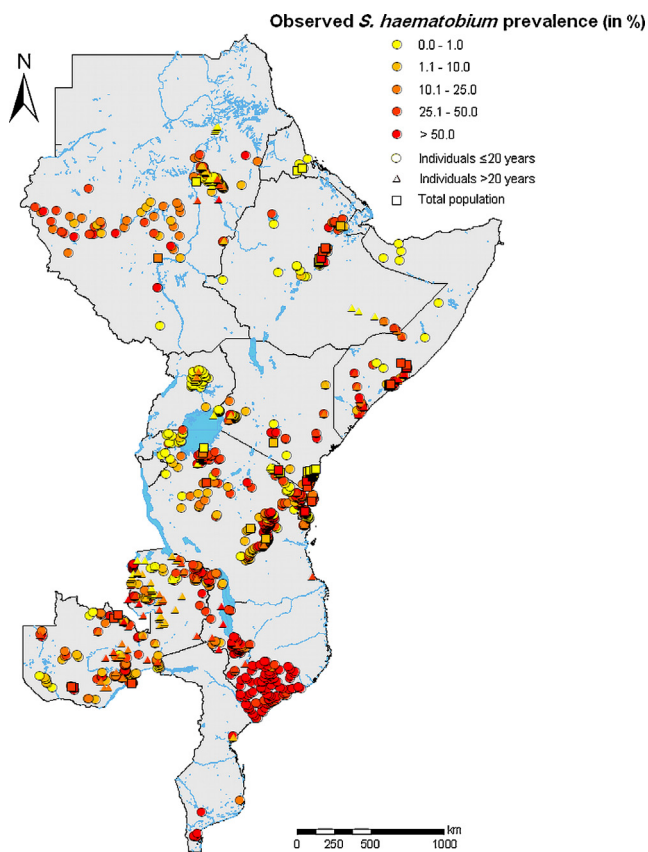 Observed S. haematobium prevalence (in %)
0.0 - 1.0
1.1 - 10.0
10.1 - 25.0
25.1 - 50.0
> 50.0
Individuals ≤20 years
Individuals >20 years
Total population
N
km
0 250 500 1000